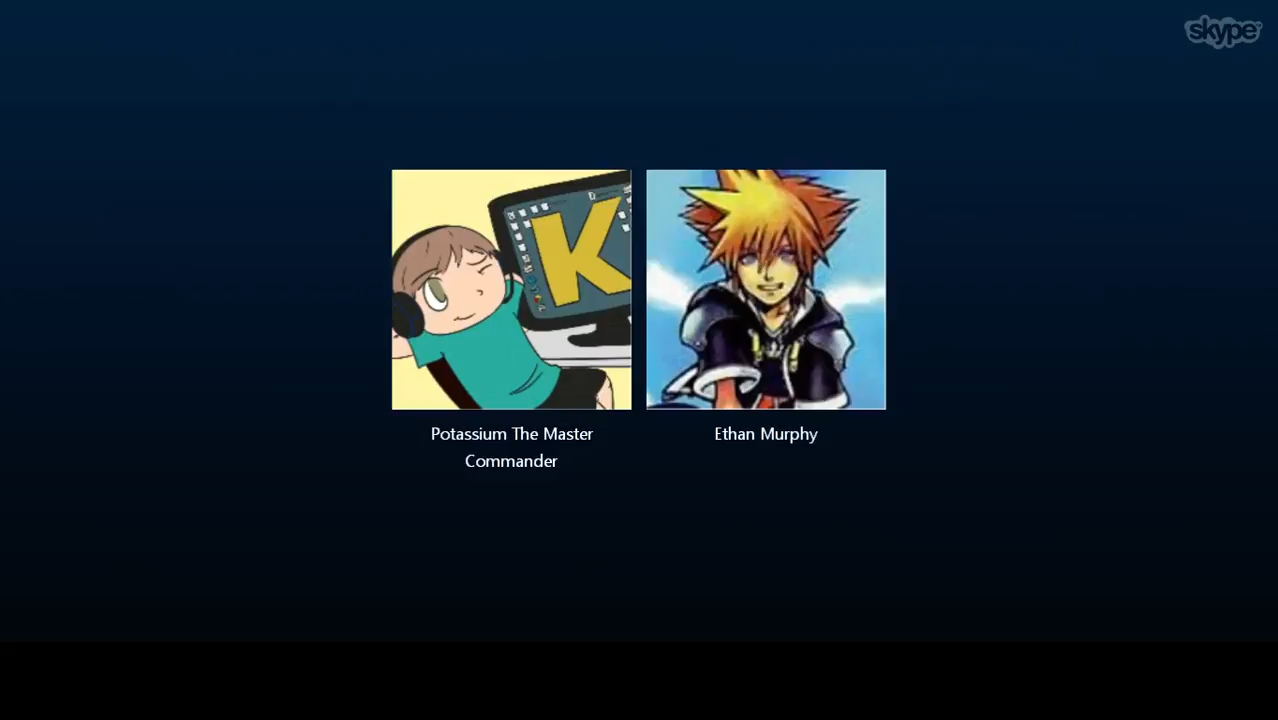 skype
K
Potassium The Master
Commander
Ethan Murphy